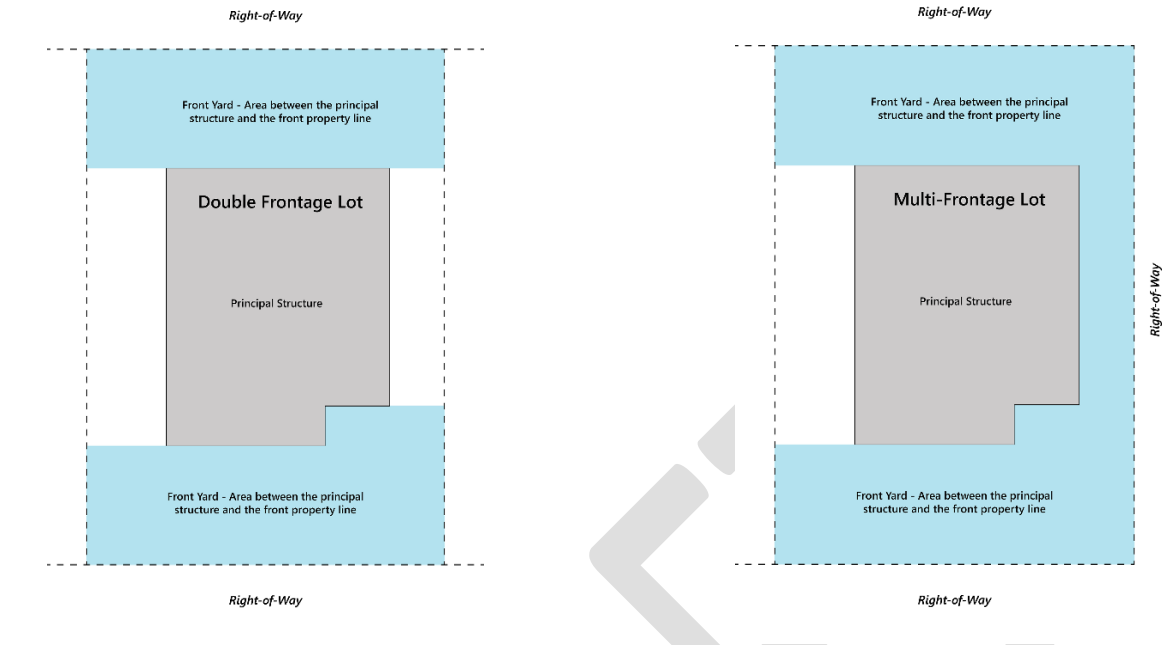 Right-of-Way
Front Yard - Area between the principal
structure and the front property line
Double Frontage Lot
Principal Structure
Front Yard - Area between the principal
structure and the front property line
Right-of-Way
Right-of-Way
Front Yard - Area between the principal
structure and the front property line
Multi-Frontage Lot
Right-of-Way
Principal Structure
Front Yard - Area between the principal
structure and the front property line
Right-of-Way